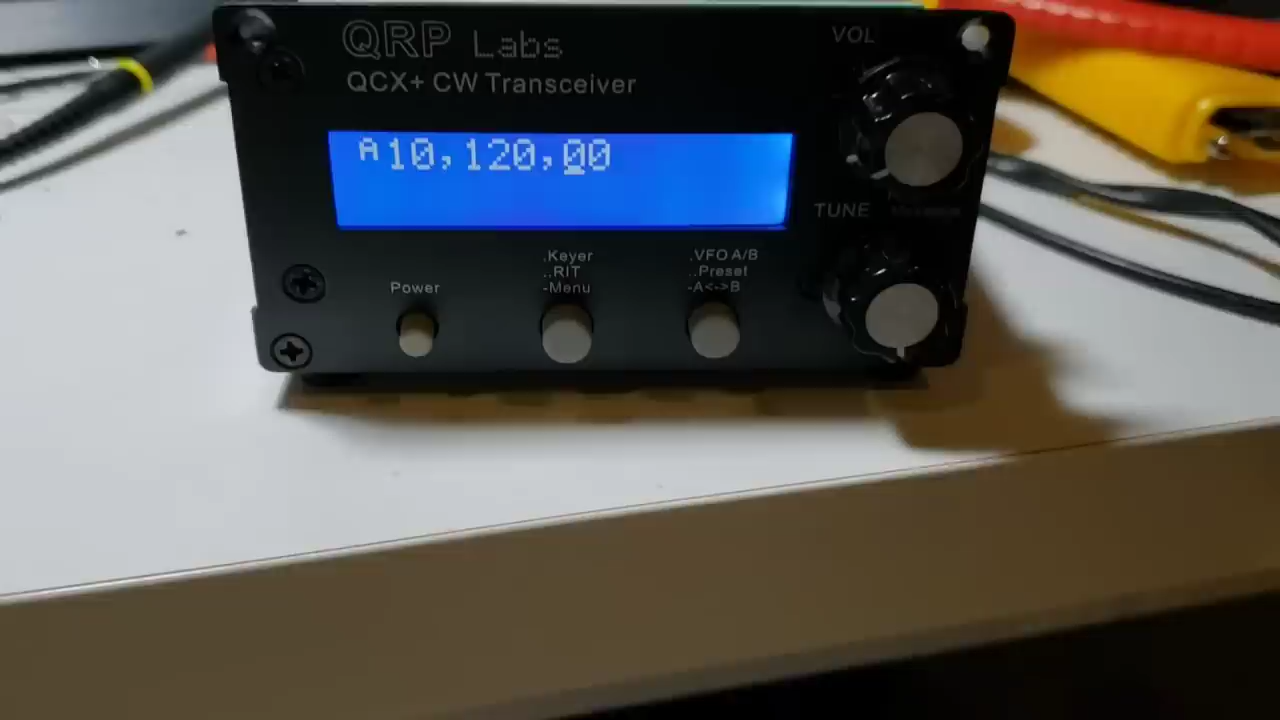 QRP Labs
QCX+ CW Transceiver
VOL
A10,120,00
TUNE
.Keyer
..RIT
-Menu
.VFO A/B
..Preset
-A<->B
Power